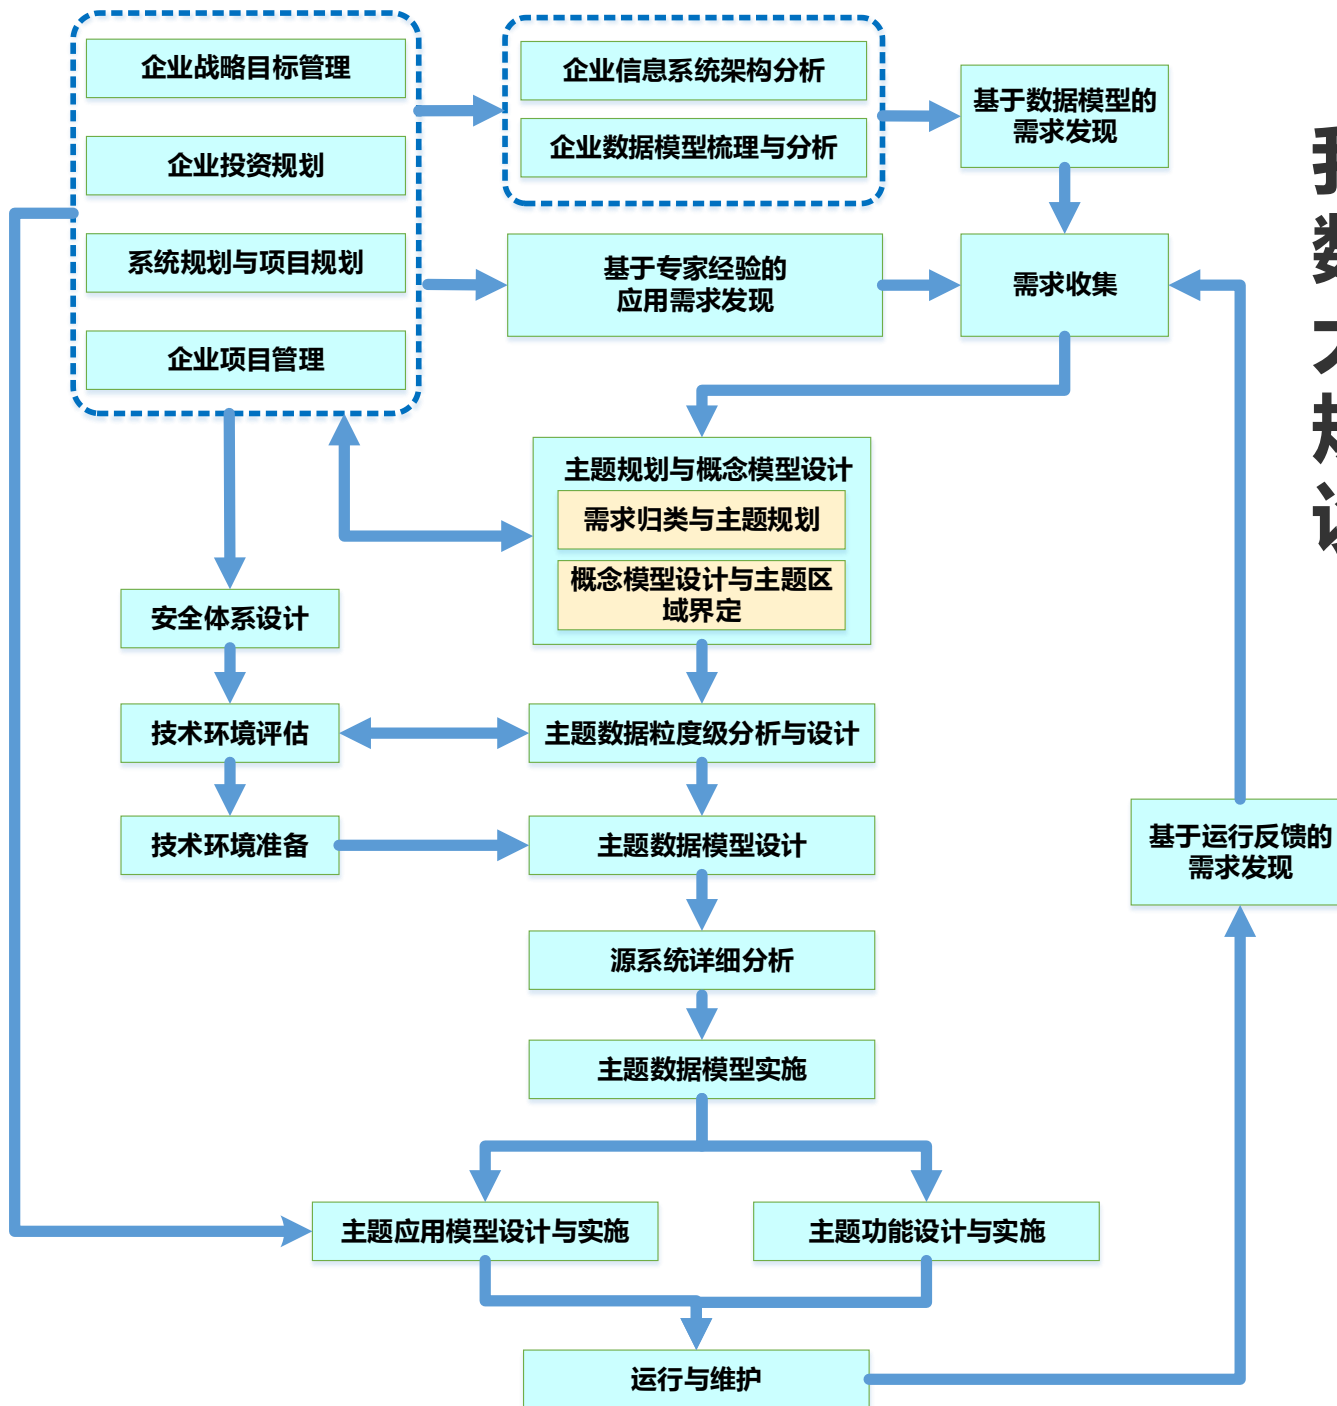 企业战略目标管理
企业投资规划
系统规划与项目规划
企业项目管理
企业信息系统架构分析
企业数据模型梳理与分析
基于数据模型的
需求发现
基于专家经验的
应用需求发现
需求收集
主题规划与概念模型设计
需求归类与主题规划
概念模型设计与主题区
域界定
安全体系设计
技术环境评估
主题数据粒度级分析与设计
技术环境准备
主题数据模型设计
基于运行反馈的
需求发现
源系统详细分析
主题数据模型实施
主题应用模型设计与实施
主题功能设计与实施
运行与维护